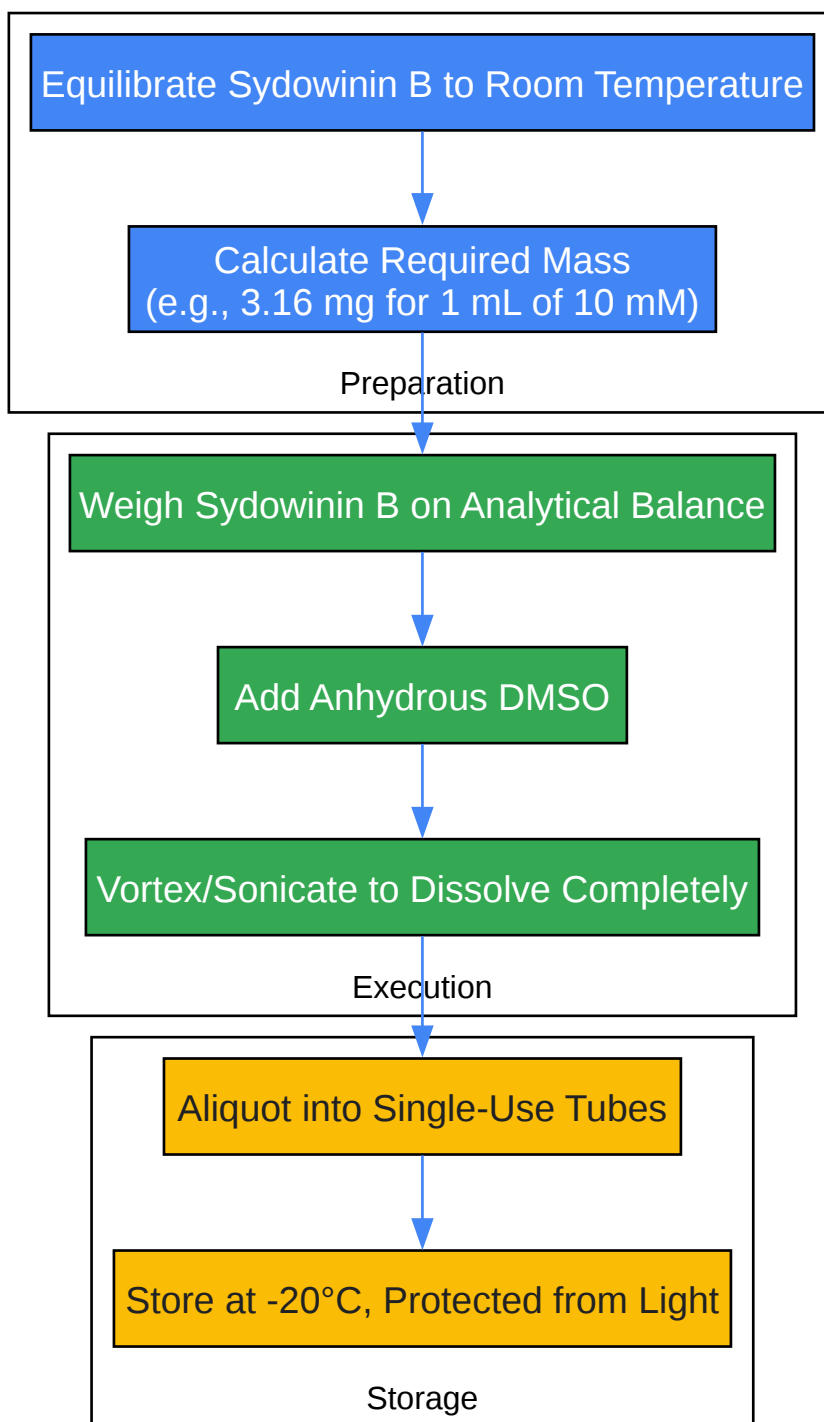 Equilibrate Sydowinin B to Room Temperature
Calculate Required Mass
(e.g., 3.16 mg for 1 mL of 10 mM)
Preparation
Weigh Sydowinin B on Analytical Balance
Add Anhydrous DMSO
Vortex/Sonicate to Dissolve Completely
Execution
Aliquot into Single-Use Tubes
Store at -20°C, Protected from Light
Storage